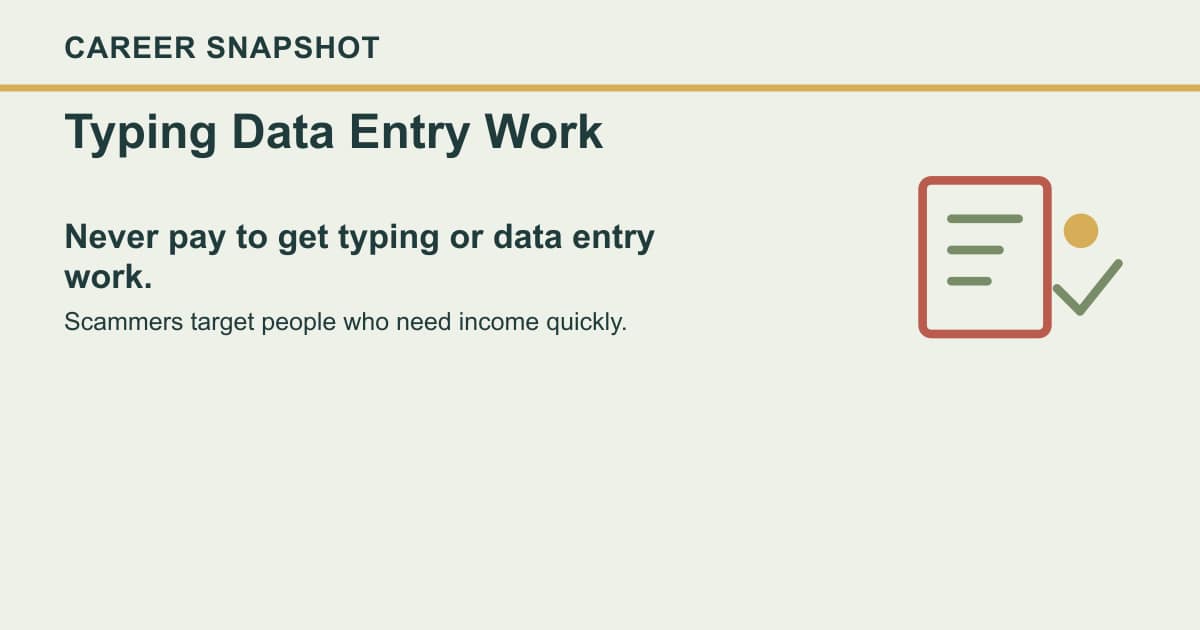 CAREER SNAPSHOT
Typing Data Entry Work
Never pay to get typing or data entry
work.
Scammers target people who need income quickly.